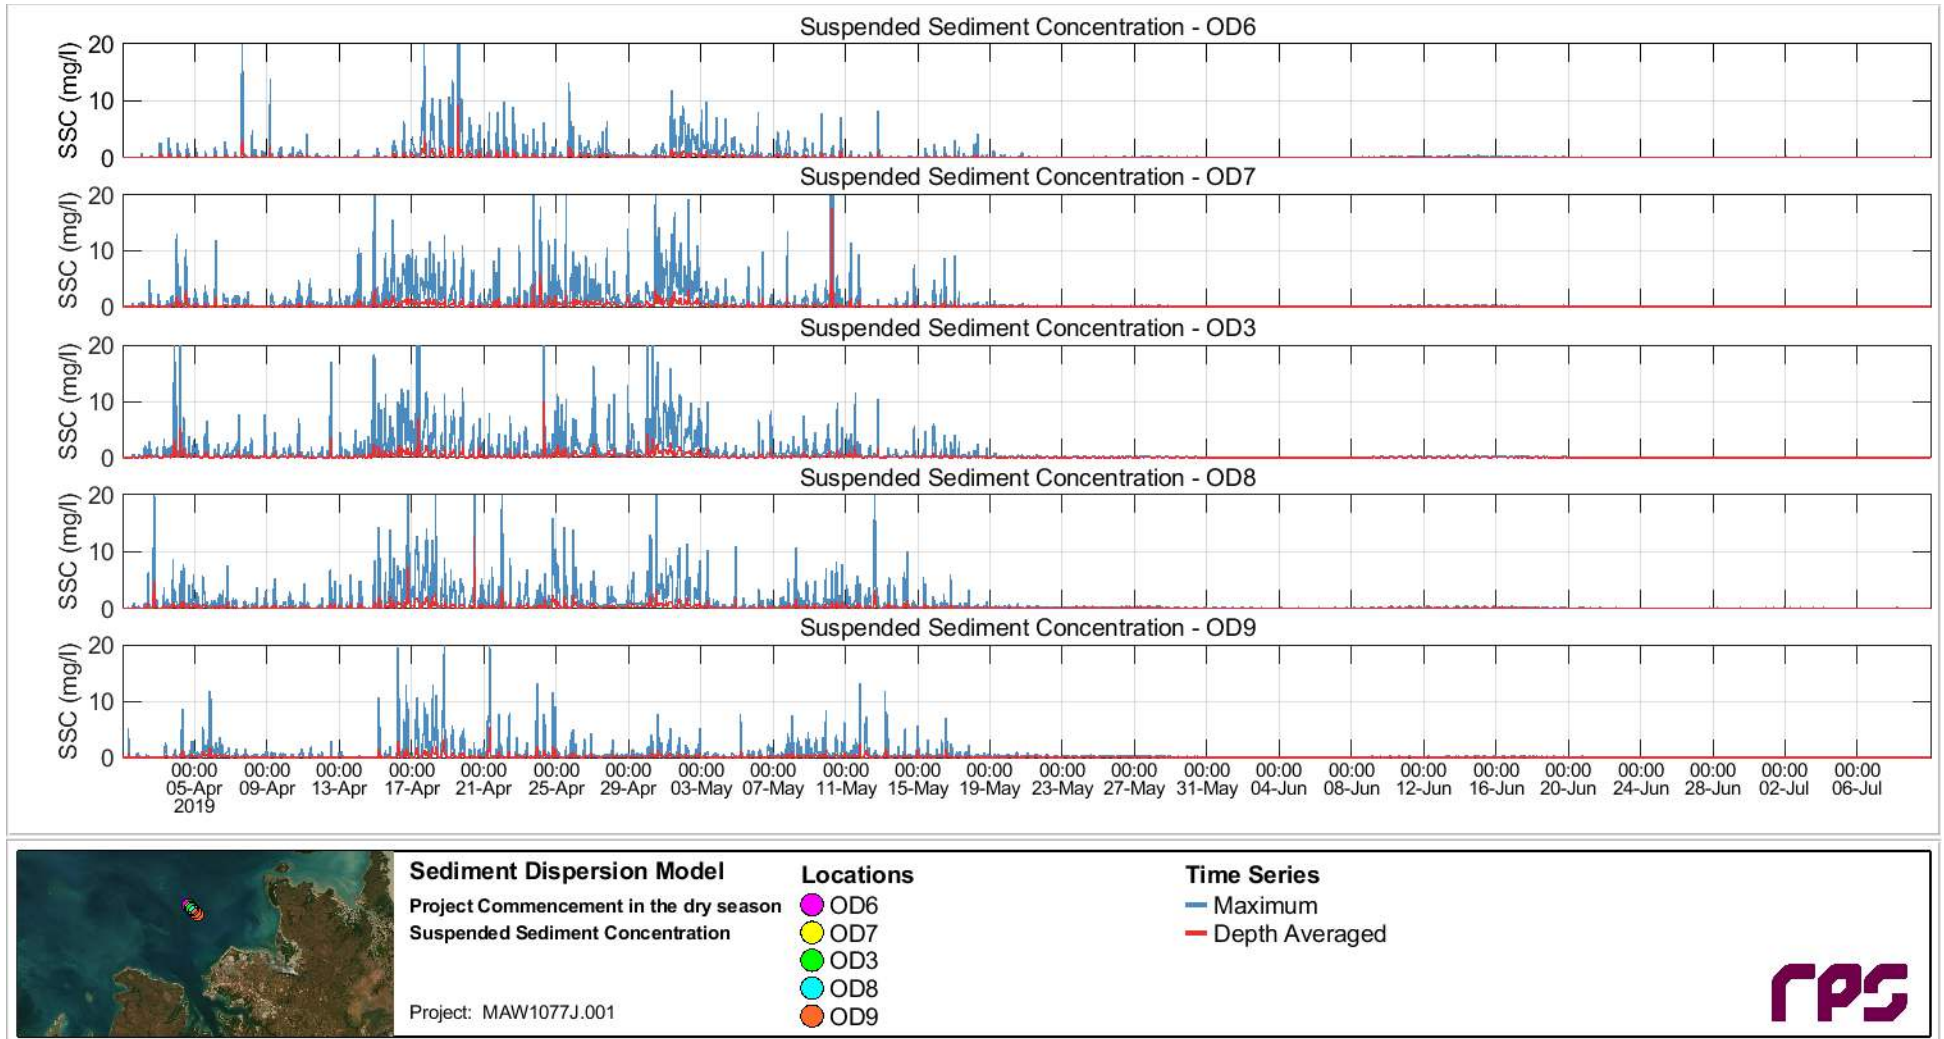 Suspended Sediment Concentration - OD6
SSC (mg/l)
20
10
0
Suspended Sediment Concentration - OD7
SSC (mg/l)
20
10
0
Suspended Sediment Concentration - OD3
SSC (mg/l)
20
10
0
Suspended Sediment Concentration - OD8
SSC (mg/l)
20
10
0
Suspended Sediment Concentration - OD9
SSC (mg/l)
20
10
0
00:00 00:00 00:00 00:00 00:00 00:00 00:00 00:00 00:00 00:00 00:00 00:00 00:00 00:00 00:00 00:00 00:00 00:00 00:00 00:00 00:00 00:00 00:00 00:00
05-Apr 09-Apr 13-Apr 17-Apr 21-Apr 25-Apr 29-Apr 03-May 07-May 11-May 15-May 19-May 23-May 27-May 31-May 04-Jun 08-Jun 12-Jun 16-Jun 20-Jun 24-Jun 28-Jun 02-Jul 06-Jul
2019
Sediment Dispersion Model
Project Commencement in the dry season
Suspended Sediment Concentration
Project: MAW1077J.001
Locations
OD6
OD7
OD3
OD8
OD9
Time Series
Maximum
Depth Averaged
rps